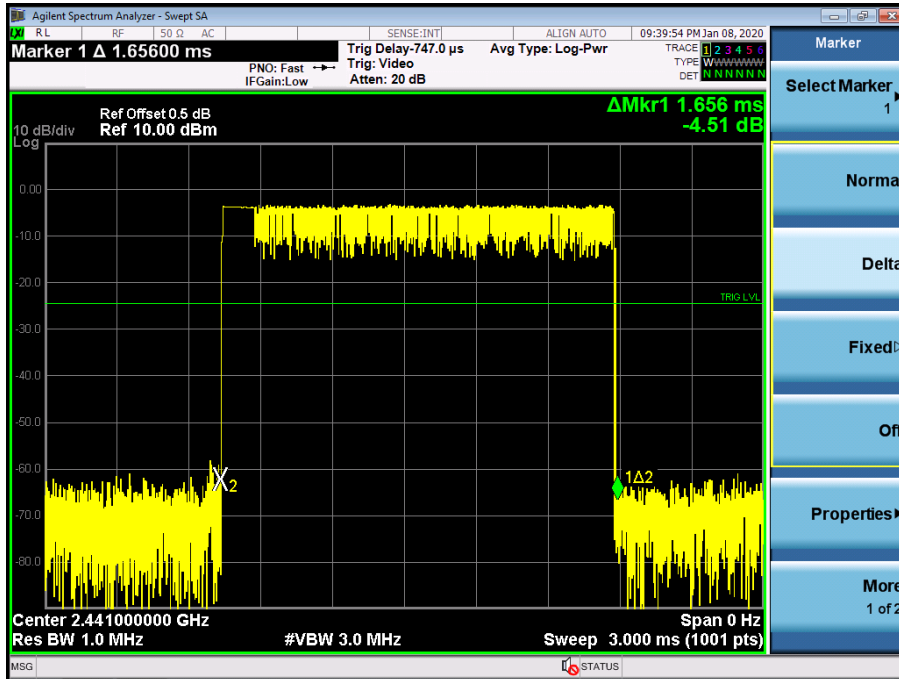 Agilent Spectrum Analyzer - Swept SA
LXI RL RF 50 Ω AC SENSE:INT ALIGN AUTO 09:39:54 PM Jan 08, 2020
Marker 1 Δ 1.65600 ms
PNO: Fast
IFGain:Low
Trig Delay-747.0 µs
Trig: Video
Atten: 20 dB
Avg Type: Log-Pwr
TRACE 1 2 3 4 5 6
TYPE WWWWWW
DET N N N N N N
ΔMkr1 1.656 ms
-4.51 dB
Ref Offset 0.5 dB
10 dB/div Ref 10.00 dBm
Log
0.00
-10.0
-20.0
TRIG LVL
-30.0
-40.0
-50.0
-60.0
2
1Δ2
-70.0
-80.0
Center 2.441000000 GHz Span 0 Hz
Res BW 1.0 MHz #VBW 3.0 MHz Sweep 3.000 ms (1001 pts)
MSG STATUS
Marker
Select Marker
1
Norma
Delta
Fixed
Off
Properties
More
1 of 2